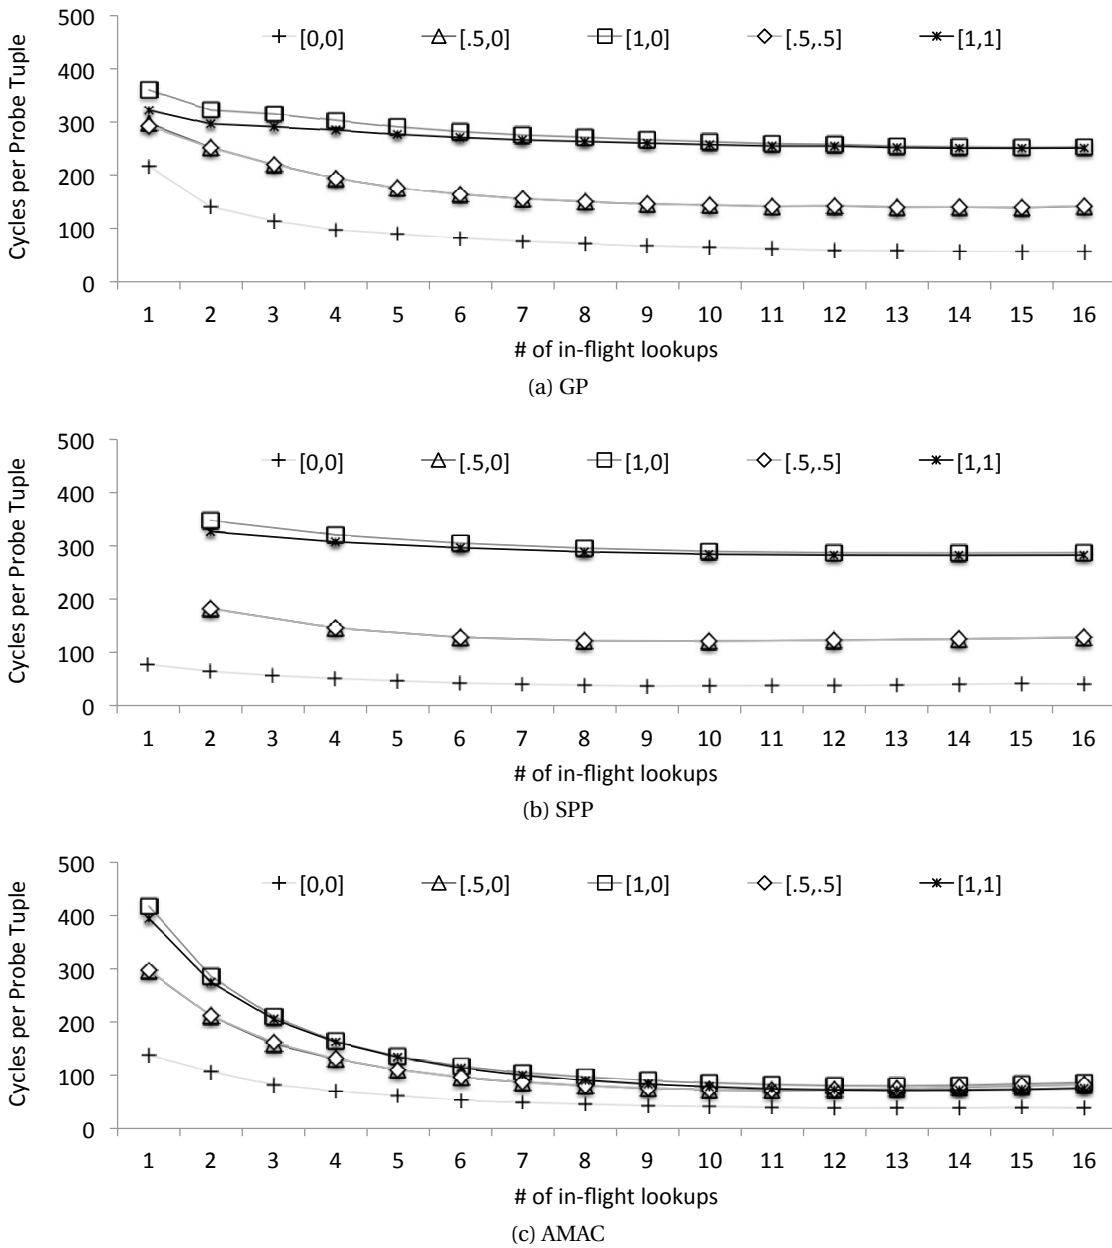 500
400
300
200
100
0
Cycles per Probe Tuple
[0,0] [.5,0] [1,0] [.5,.5] [1,1]
1 2 3 4 5 6 7 8 9 10 11 12 13 14 15 16
# of in-flight lookups
(a) GP
500
400
300
200
100
0
Cycles per Probe Tuple
[0,0] [.5,0] [1,0] [.5,.5] [1,1]
1 2 3 4 5 6 7 8 9 10 11 12 13 14 15 16
# of in-flight lookups
(b) SPP
500
400
300
200
100
0
Cycles per Probe Tuple
[0,0] [.5,0] [1,0] [.5,.5] [1,1]
1 2 3 4 5 6 7 8 9 10 11 12 13 14 15 16
# of in-flight lookups
(c) AMAC